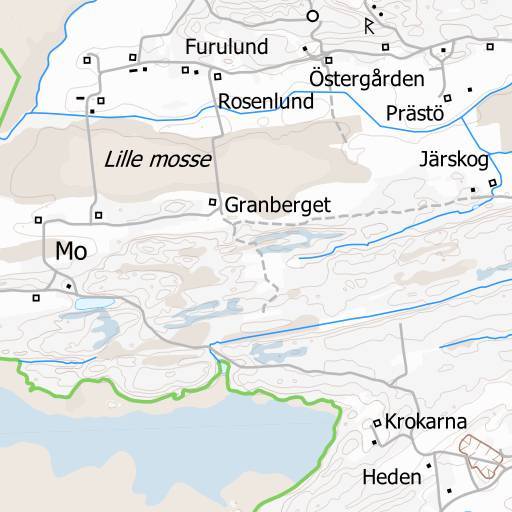 Furulund
Östergården
Rosenlund
Prästö
Lille mosse
Järskog
Granberget
Mo
Krokarna
Heden